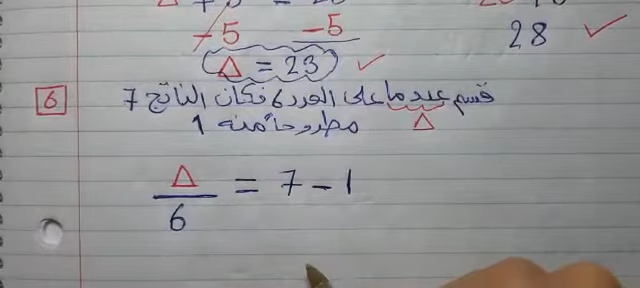 -5 -5
△ = 23 ✓
28 ✓
6 قسم عدد ما على العدد 6 فكان الناتج 7
△ مطروحاً منه 1
△/6 = 7 - 1